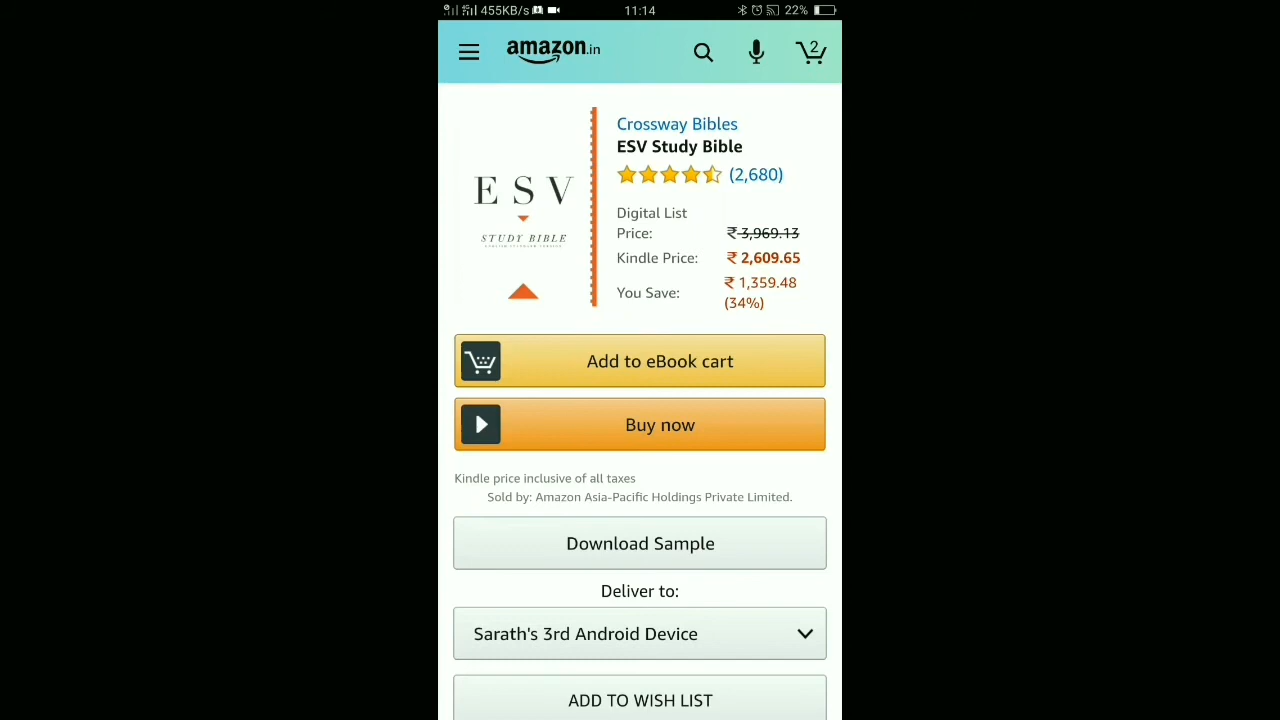 455KB/s 11:14 22%
amazon.in 2
Crossway Bibles
ESV Study Bible
(2,680)
Digital List
Price: ₹ 3,969.13
Kindle Price: ₹ 2,609.65
You Save: ₹ 1,359.48
(34%)
ESV
STUDY BIBLE
Add to eBook cart
Buy now
Kindle price inclusive of all taxes
Sold by: Amazon Asia-Pacific Holdings Private Limited.
Download Sample
Deliver to:
Sarath's 3rd Android Device
ADD TO WISH LIST